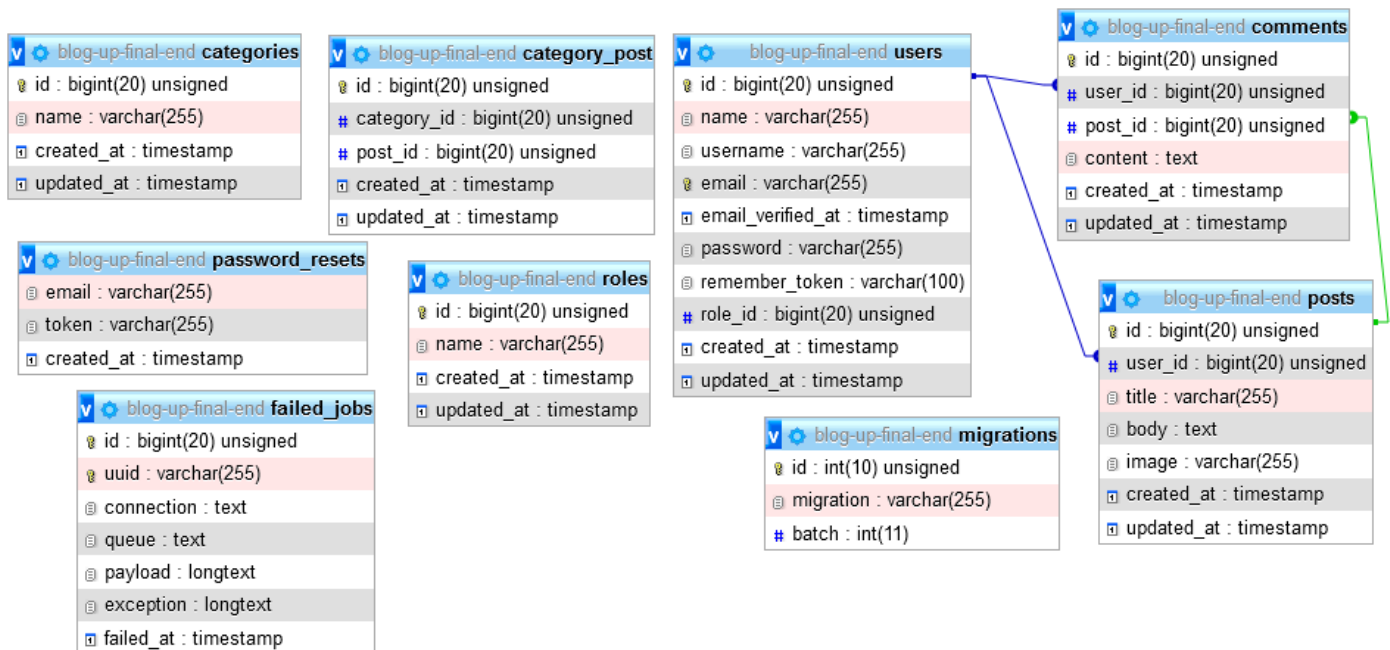 v blog-up-final-end categories
id : bigint(20) unsigned
name : varchar(255)
created_at : timestamp
updated_at : timestamp
v blog-up-final-end category_post
id : bigint(20) unsigned
category_id : bigint(20) unsigned
post_id : bigint(20) unsigned
created_at : timestamp
updated_at : timestamp
v blog-up-final-end users
id : bigint(20) unsigned
name : varchar(255)
username : varchar(255)
email : varchar(255)
email_verified_at : timestamp
password : varchar(255)
remember_token : varchar(100)
role_id : bigint(20) unsigned
created_at : timestamp
updated_at : timestamp
v blog-up-final-end comments
id : bigint(20) unsigned
user_id : bigint(20) unsigned
post_id : bigint(20) unsigned
content : text
created_at : timestamp
updated_at : timestamp
v blog-up-final-end password_resets
email : varchar(255)
token : varchar(255)
created_at : timestamp
v blog-up-final-end roles
id : bigint(20) unsigned
name : varchar(255)
created_at : timestamp
updated_at : timestamp
v blog-up-final-end posts
id : bigint(20) unsigned
user_id : bigint(20) unsigned
title : varchar(255)
body : text
image : varchar(255)
created_at : timestamp
updated_at : timestamp
v blog-up-final-end failed_jobs
id : bigint(20) unsigned
uuid : varchar(255)
connection : text
queue : text
payload : longtext
exception : longtext
failed_at : timestamp
v blog-up-final-end migrations
id : int(10) unsigned
migration : varchar(255)
# batch : int(11)